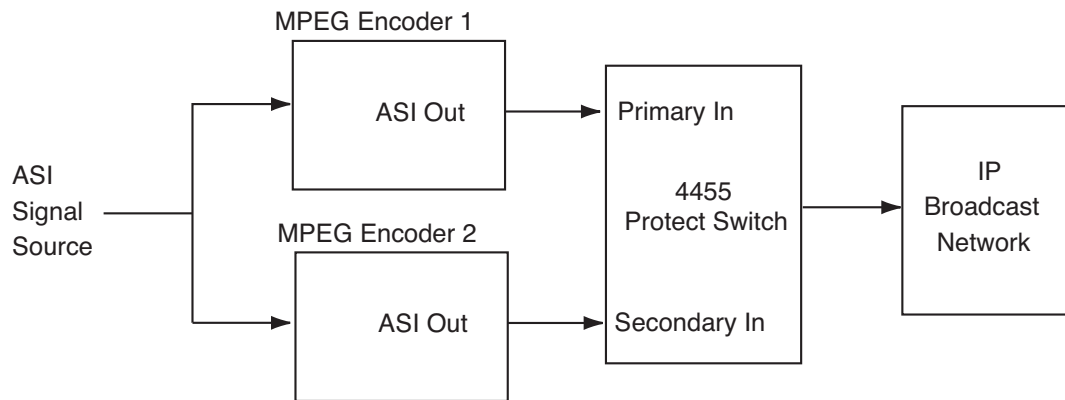 MPEG Encoder 1
ASI Out
ASI
Signal
Source
MPEG Encoder 2
ASI Out
Primary In
4455
Protect Switch
Secondary In
IP
Broadcast
Network